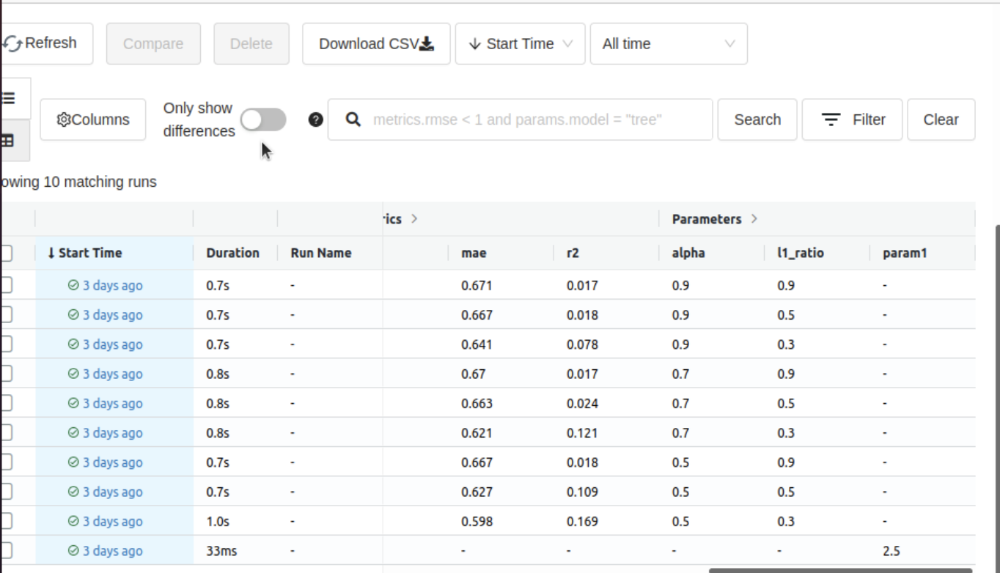 Refresh Compare Delete Download CSV Start Time All time
Only show
differences
Columns ? metrics.rmse < 1 and params.model = "tree" Search Filter Clear
owing 10 matching runs
rics Parameters
Start Time Duration Run Name mae r2 alpha l1_ratio param1
3 days ago 0.7s - 0.671 0.017 0.9 0.9 -
3 days ago 0.7s - 0.667 0.018 0.9 0.5 -
3 days ago 0.7s - 0.641 0.078 0.9 0.3 -
3 days ago 0.8s - 0.67 0.017 0.7 0.9 -
3 days ago 0.8s - 0.663 0.024 0.7 0.5 -
3 days ago 0.8s - 0.621 0.121 0.7 0.3 -
3 days ago 0.7s - 0.667 0.018 0.5 0.9 -
3 days ago 0.7s - 0.627 0.109 0.5 0.5 -
3 days ago 1.0s - 0.598 0.169 0.5 0.3 -
3 days ago 33ms - - - - - 2.5